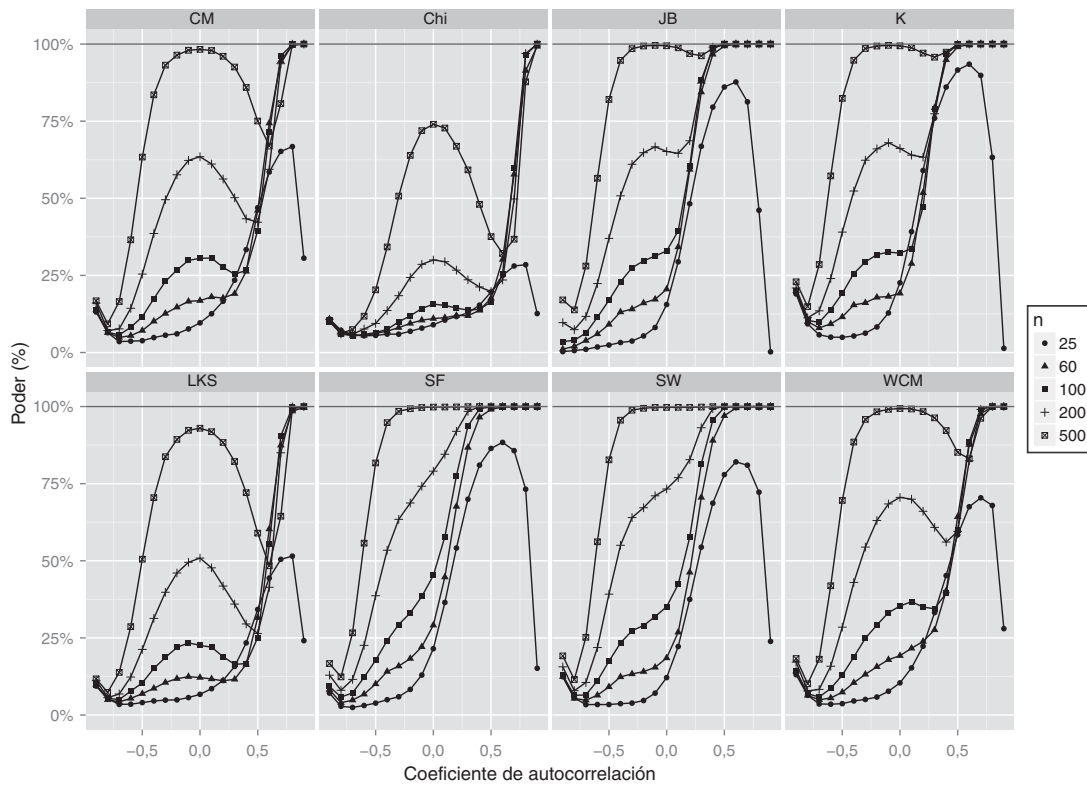 CM Chi JB K
100%
75%
50%
25%
0%
LKS SF SW WCM
100%
75%
50%
25%
0%
−0,5 0,0 0,5 −0,5 0,0 0,5 −0,5 0,0 0,5 −0,5 0,0 0,5
Poder (%)
Coeficiente de autocorrelación
n
25
60
100
200
500